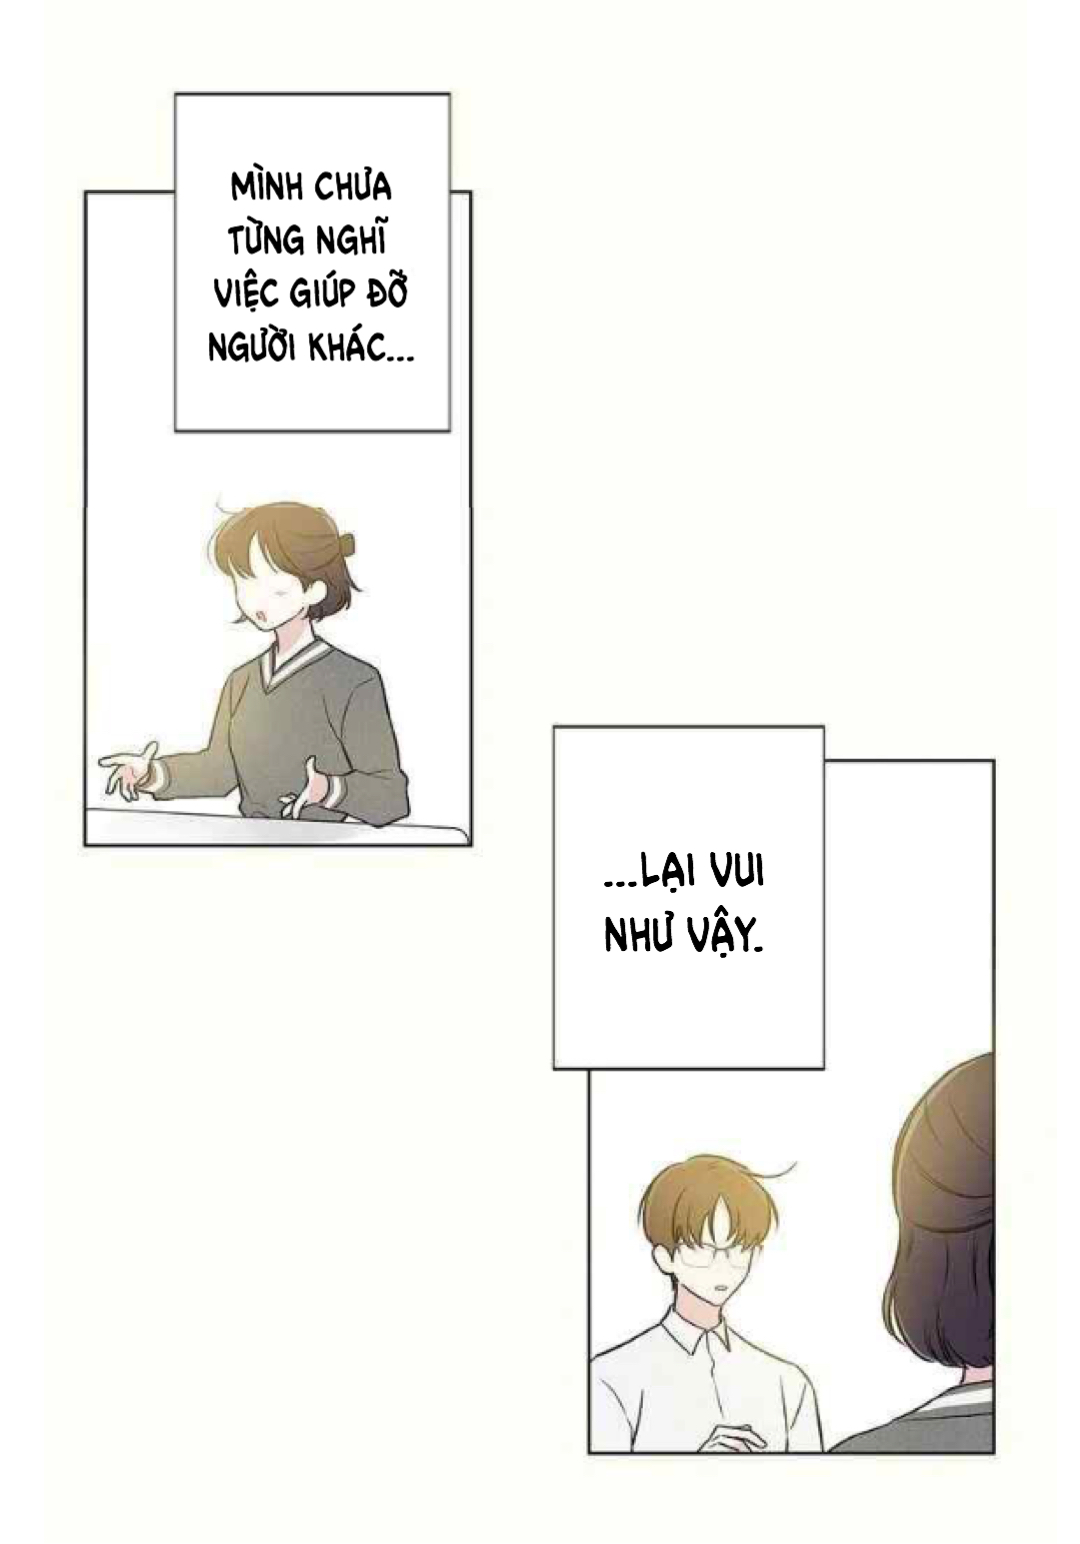 MÌNH CHƯA
TỪNG NGHĨ
VIỆC GIÚP ĐỠ
NGƯỜI KHÁC...
...LẠI VUI
NHƯ VẬY.